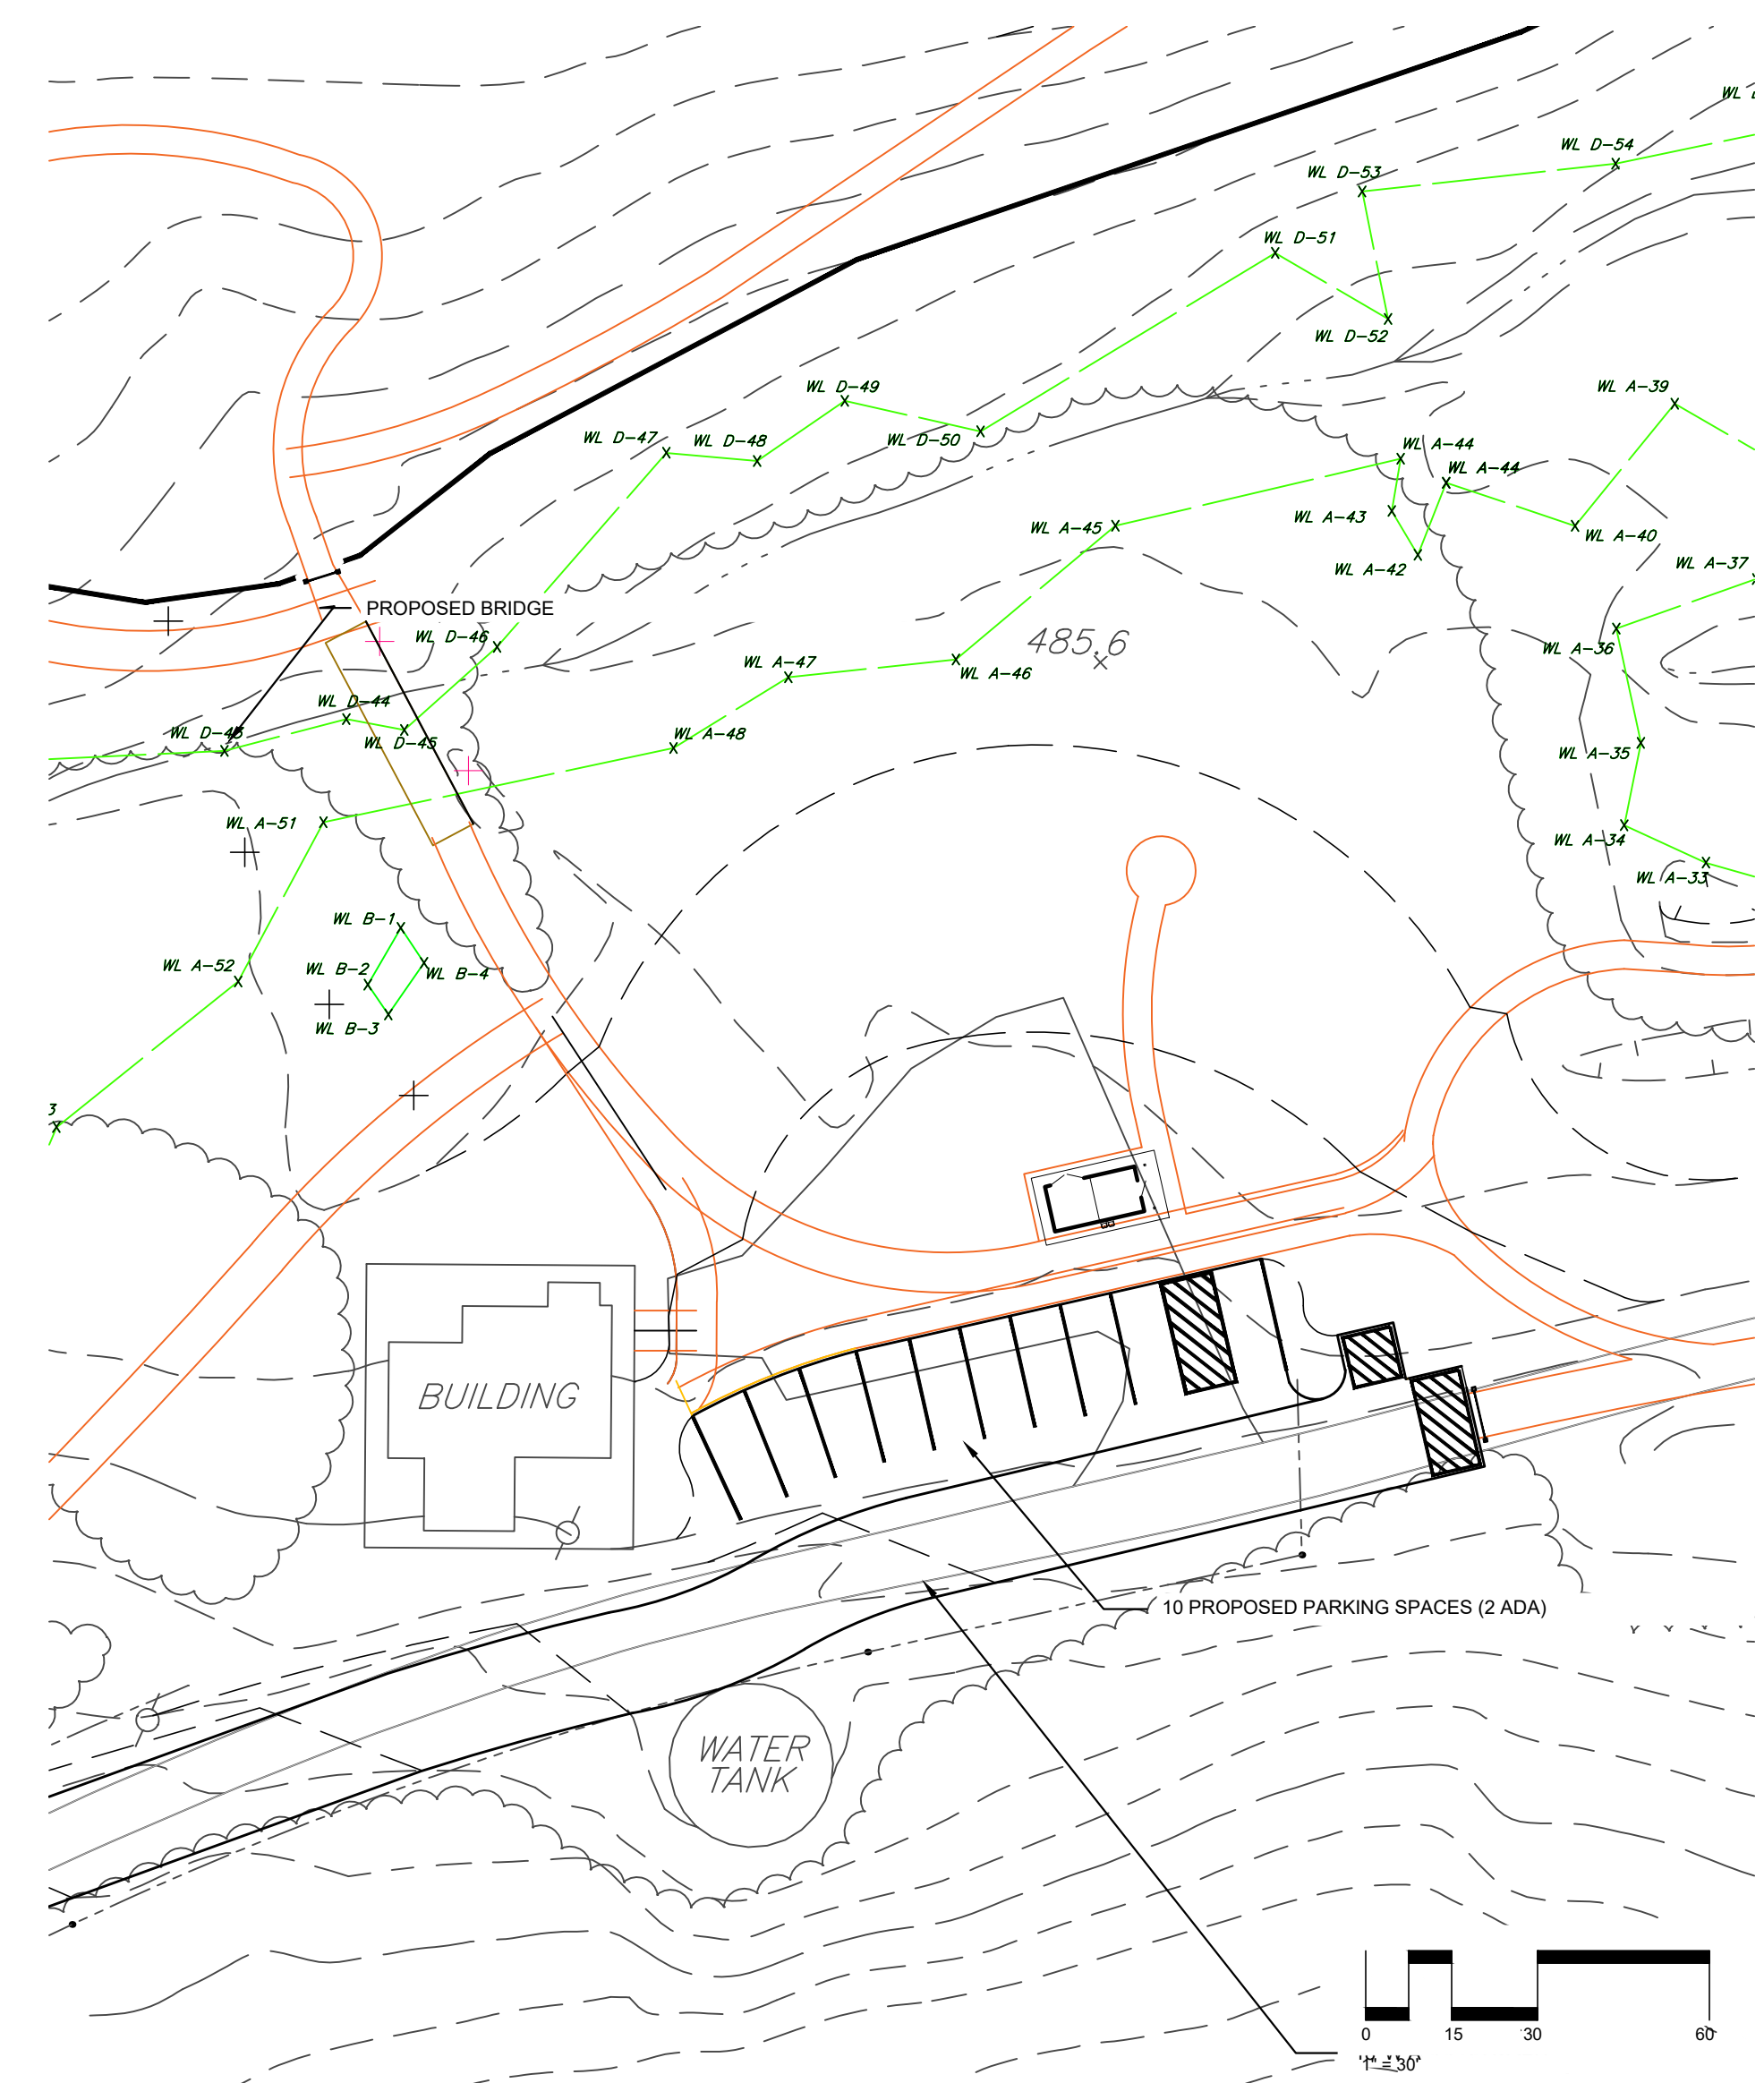 WL D-54
WL D-53
WL D-51
WL D-52
WL D-49
WL A-39
WL D-47
WL D-48
WL D-50
WL A-44
WL A-44
WL A-43
WL A-45
WL A-40
WL A-42
WL A-37
PROPOSED BRIDGE
WL D-46
485.6
WL A-36
WL A-47
WL A-46
WL D-44
WL D-45
WL A-48
WL A-35
WL A-51
WL A-34
WL A-33
WL B-1
WL A-52
WL B-2
WL B-4
WL B-3
3
BUILDING
10 PROPOSED PARKING SPACES (2 ADA)
WATER
TANK
0 15 30 60
1" = 30'